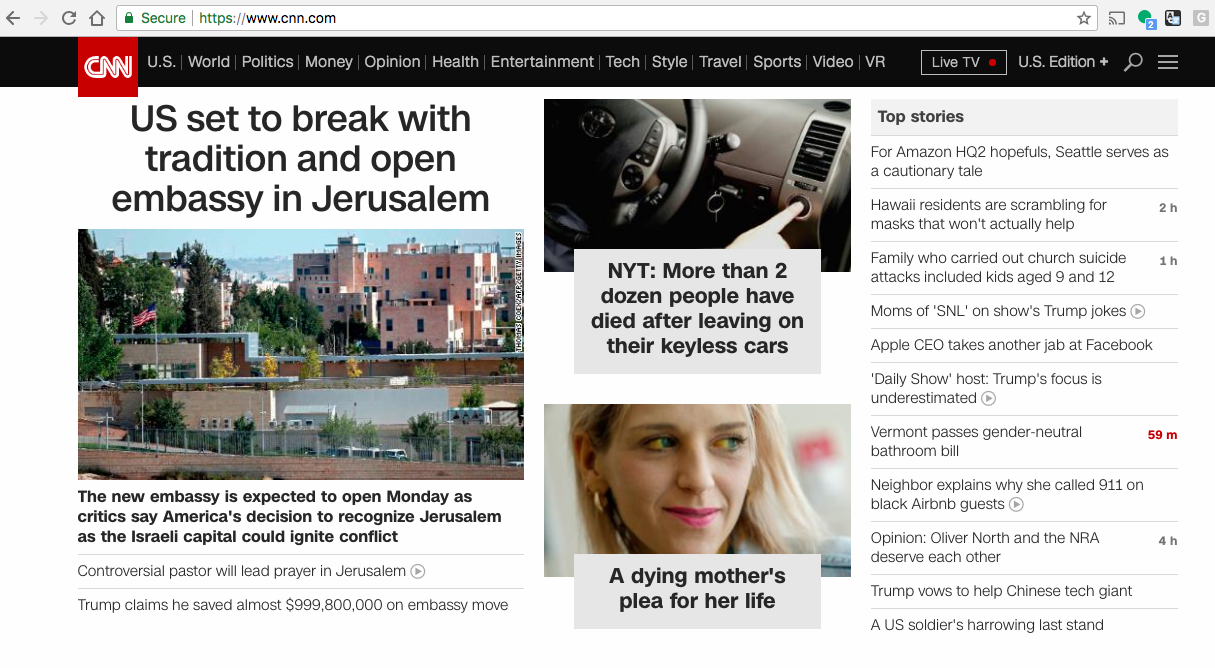 Secure https://www.cnn.com
2
G
CNN
U.S. World Politics Money Opinion Health Entertainment Tech Style Travel Sports Video VR
Live TV
U.S. Edition +
US set to break with
tradition and open
embassy in Jerusalem
The new embassy is expected to open Monday as
critics say America's decision to recognize Jerusalem
as the Israeli capital could ignite conflict
Controversial pastor will lead prayer in Jerusalem
Trump claims he saved almost $999,800,000 on embassy move
NYT: More than 2
dozen people have
died after leaving on
their keyless cars
A dying mother's
plea for her life
Top stories
For Amazon HQ2 hopefuls, Seattle serves as
a cautionary tale
Hawaii residents are scrambling for
masks that won't actually help
2 h
Family who carried out church suicide
attacks included kids aged 9 and 12
1 h
Moms of 'SNL' on show's Trump jokes
Apple CEO takes another jab at Facebook
'Daily Show' host: Trump's focus is
underestimated
Vermont passes gender-neutral
bathroom bill
59 m
Neighbor explains why she called 911 on
black Airbnb guests
Opinion: Oliver North and the NRA
deserve each other
4 h
Trump vows to help Chinese tech giant
A US soldier's harrowing last stand